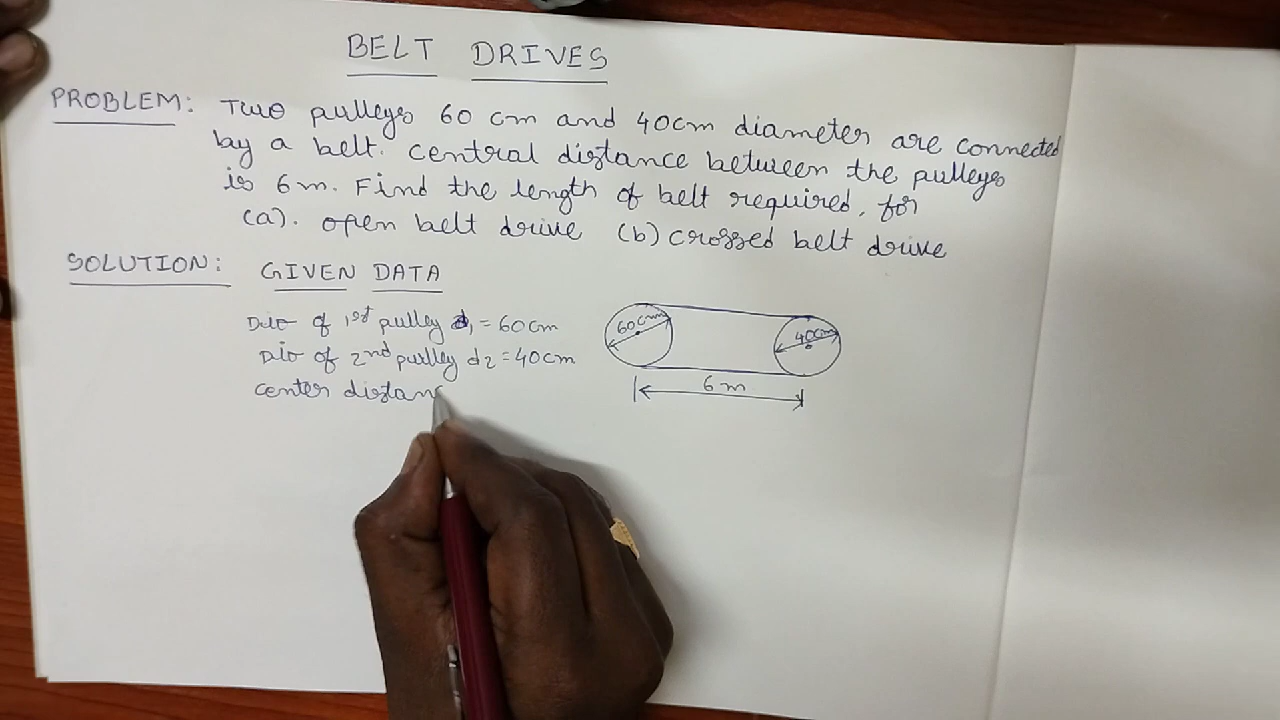 BELT DRIVES
PROBLEM: Two pulleys 60 cm and 40cm diameter are connected
by a belt. central distance between the pulleys
is 6 m. Find the length of belt required, for
(a). open belt drive (b) crossed belt drive
SOLUTION: GIVEN DATA
Dia of 1st pulley d1 = 60cm
Dia of 2nd pulley d2 = 40cm
center distanc
60cm
40cm
6 m